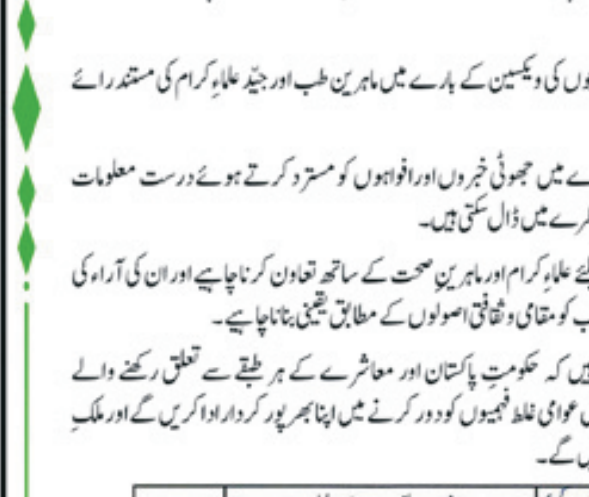 وں کی ویکسین کے بارے میں ماہرین طب اور جیّد علماءِ کرام کی مستند رائے
ے میں جھوٹی خبروں اور افواہوں کو مسترد کرتے ہوئے درست معلومات
طرے میں ڈال سکتی ہیں۔
لئے علماءِ کرام اور ماہرینِ صحت کے ساتھ تعاون کرنا چاہیے اور ان کی آراء کی
ب کو مقامی و ثقافتی اصولوں کے مطابق یقینی بنانا چاہیے۔
ہیں کہ حکومتِ پاکستان اور معاشرے کے ہر طبقے سے تعلق رکھنے والے
ں عوامی غلط فہمیوں کو دور کرنے میں اپنا بھر پور کردار ادا کریں گے اور ملکِ
ں گے۔